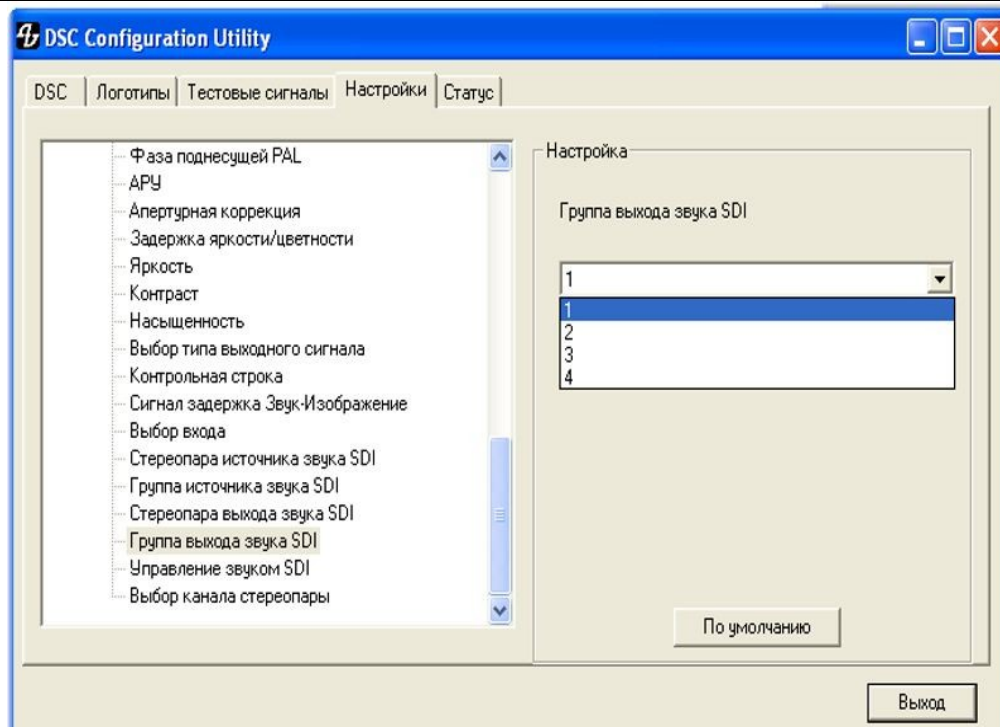 DSC Configuration Utility
DSC Логотипы Тестовые сигналы Настройки Статус
Фаза поднесущей PAL
АРУ
Апертурная коррекция
Задержка яркости/цветности
Яркость
Контраст
Насыщенность
Выбор типа выходного сигнала
Контрольная строка
Сигнал задержка Звук-Изображение
Выбор входа
Стереопара источника звука SDI
Группа источника звука SDI
Стереопара выхода звука SDI
Группа выхода звука SDI
Управление звуком SDI
Выбор канала стереопары
Настройка
Группа выхода звука SDI
1
1
2
3
4
По умолчанию
Выход